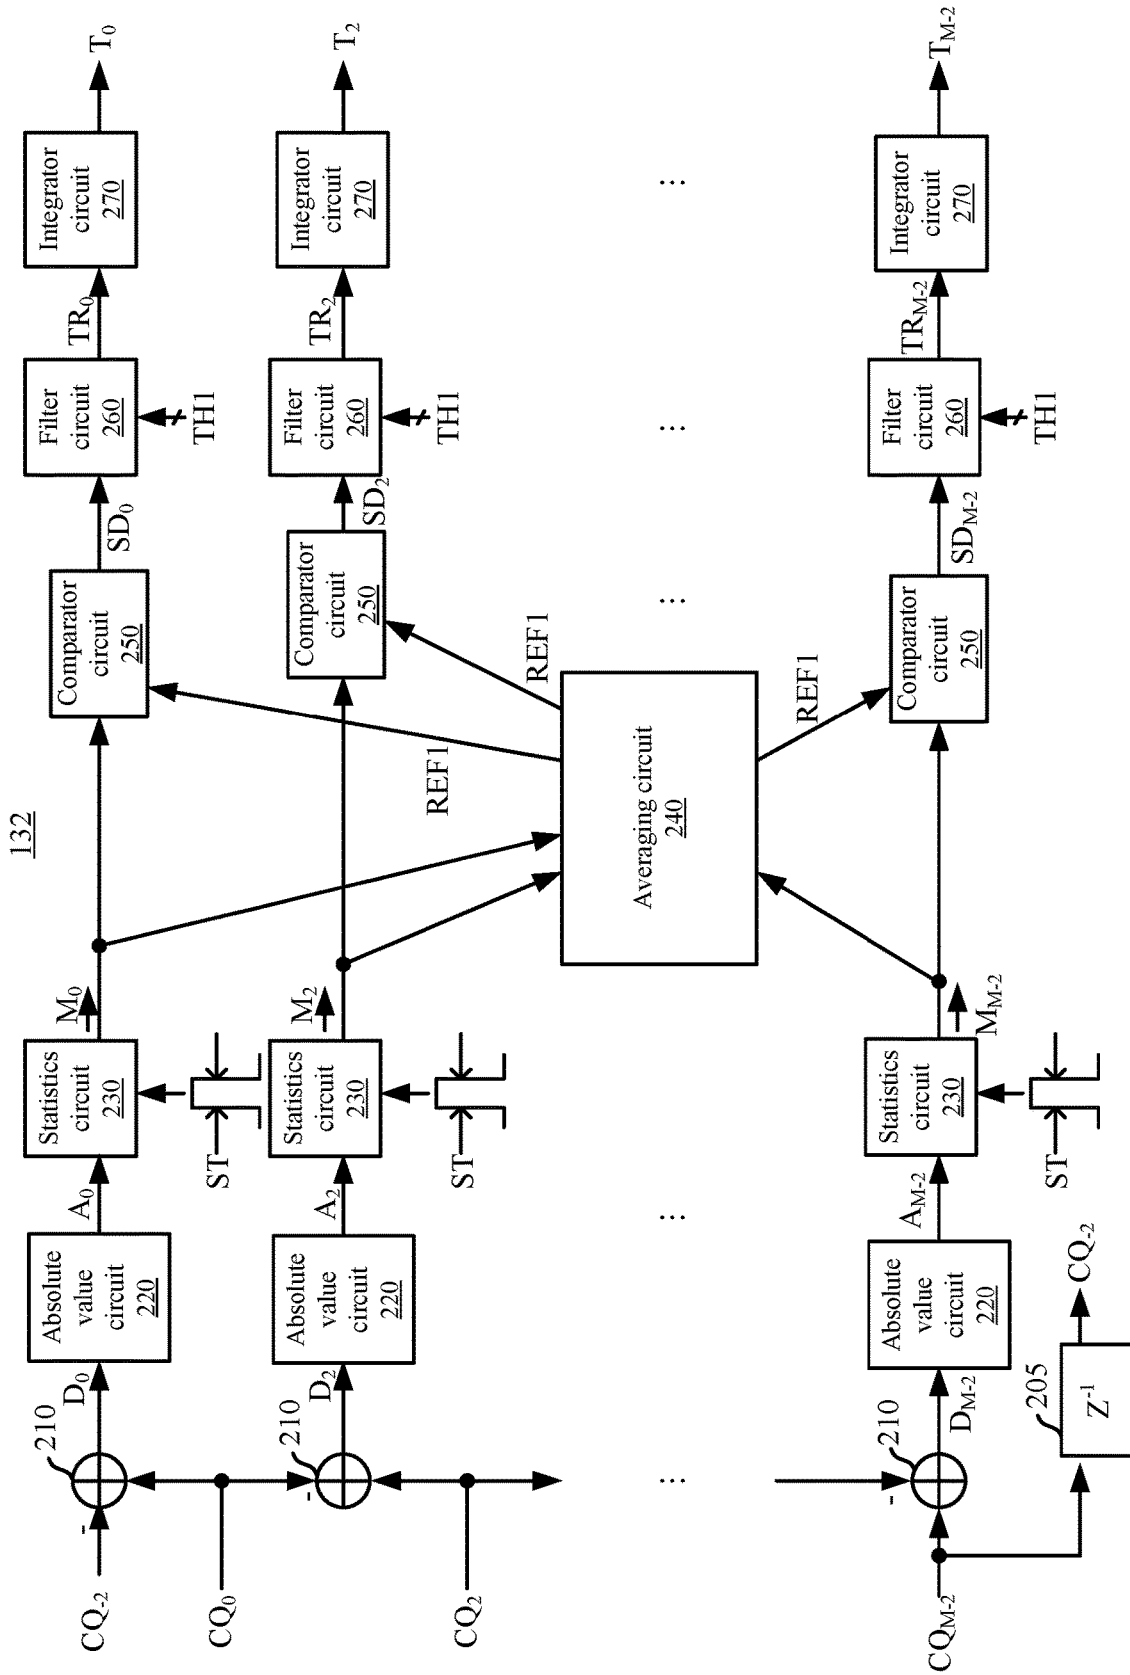 132
CQ-2
-
210
D0
Absolute
value
circuit
220
A0
Statistics
circuit
230
ST
M0
Comparator
circuit
250
SD0
Filter
circuit
260
TH1
TR0
Integrator
circuit
270
T0
CQ0
-
210
D2
Absolute
value
circuit
220
A2
Statistics
circuit
230
ST
M2
Comparator
circuit
250
SD2
Filter
circuit
260
TH1
TR2
Integrator
circuit
270
T2
CQ2
REF1
REF1
REF1
Averaging circuit
240
...
...
...
...
...
CQM-2
-
210
DM-2
Absolute value
circuit
220
AM-2
Statistics
circuit
230
ST
MM-2
Comparator
circuit
250
SDM-2
Filter
circuit
260
TH1
TRM-2
Integrator
circuit
270
TM-2
205
Z-1
CQ-2